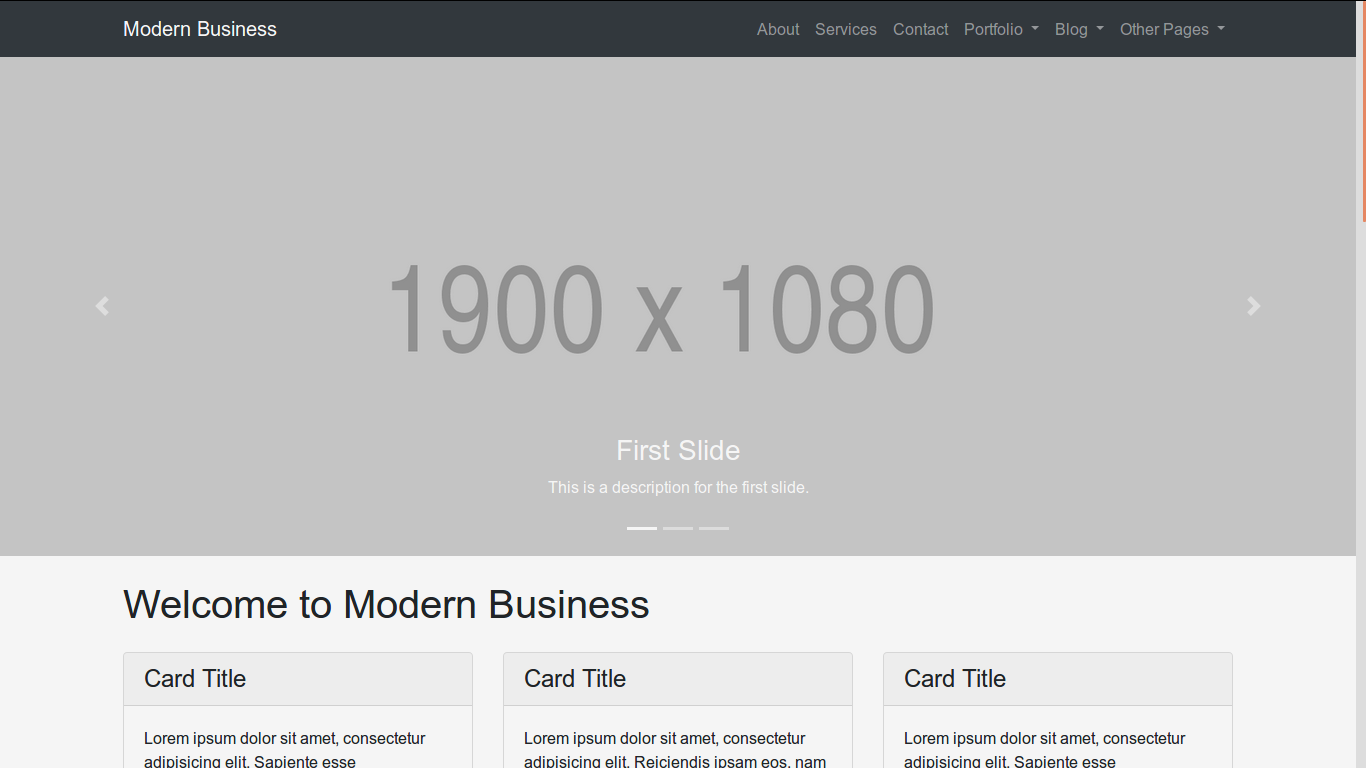 Modern Business
About Services Contact Portfolio Blog Other Pages
1900 x 1080
First Slide
This is a description for the first slide.
Welcome to Modern Business
Card Title
Lorem ipsum dolor sit amet, consectetur
adipisicing elit. Sapiente esse
Card Title
Lorem ipsum dolor sit amet, consectetur
adipisicing elit. Reiciendis ipsam eos, nam
Card Title
Lorem ipsum dolor sit amet, consectetur
adipisicing elit. Sapiente esse